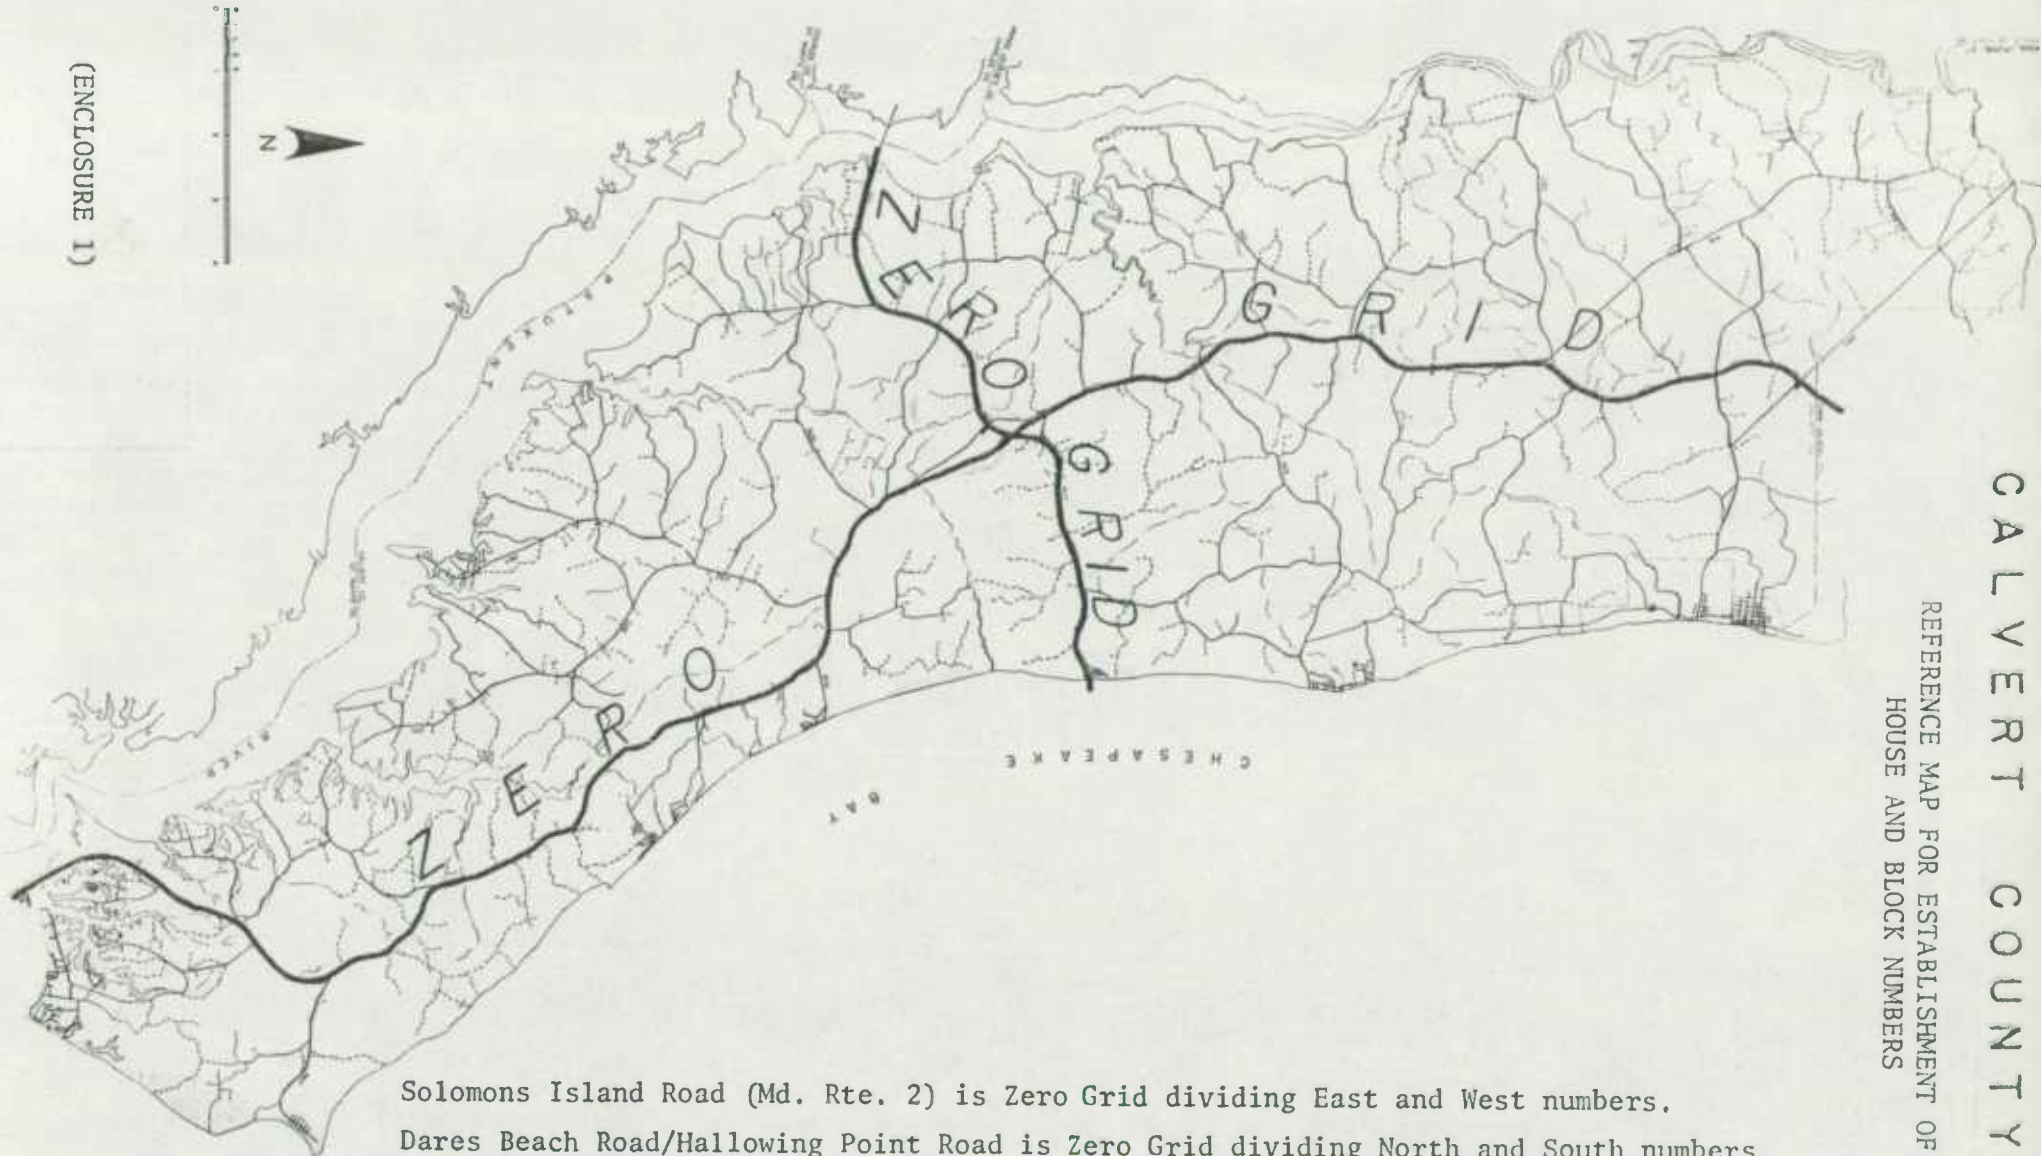 CALVERT COUNTY
REFERENCE MAP FOR ESTABLISHMENT OF
HOUSE AND BLOCK NUMBERS
(ENCLOSURE 1)
N
ZERO GRID
ZERO GRID
PATUXENT
RIVER
CHESAPEAKE
BAY
Solomons Island Road (Md. Rte. 2) is Zero Grid dividing East and West numbers.
Dares Beach Road/Hallowing Point Road is Zero Grid dividing North and South numbers